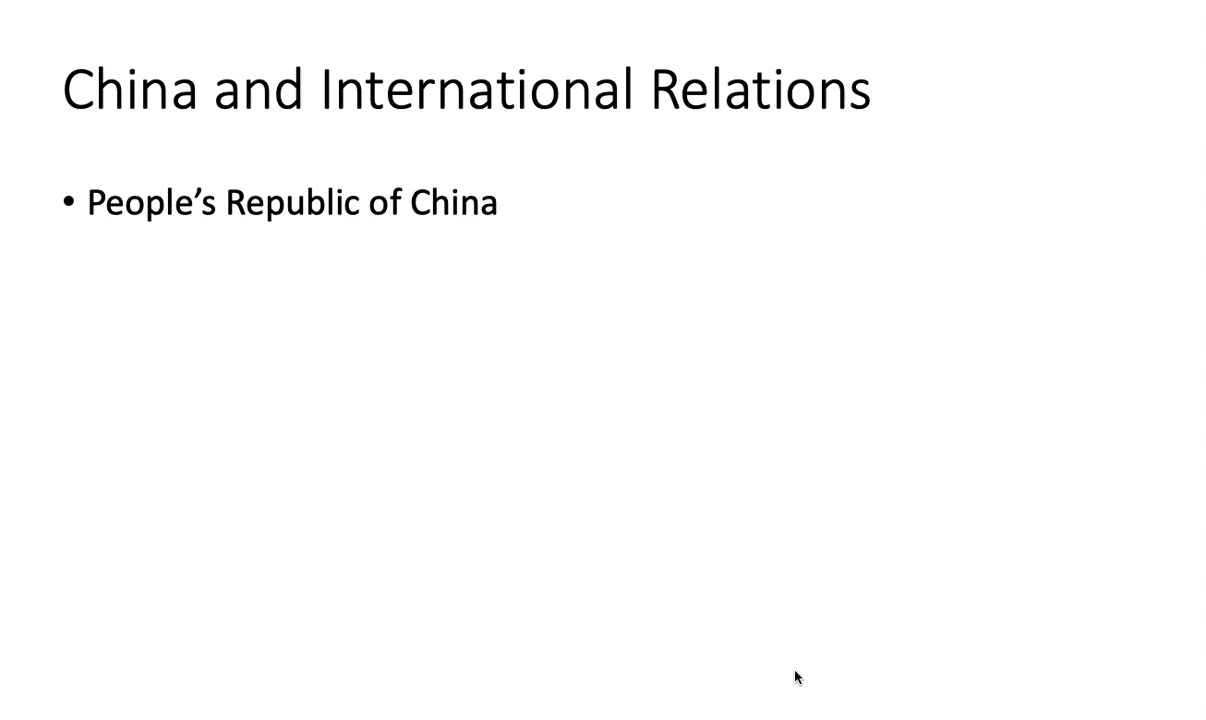 China and International Relations
• People’s Republic of China